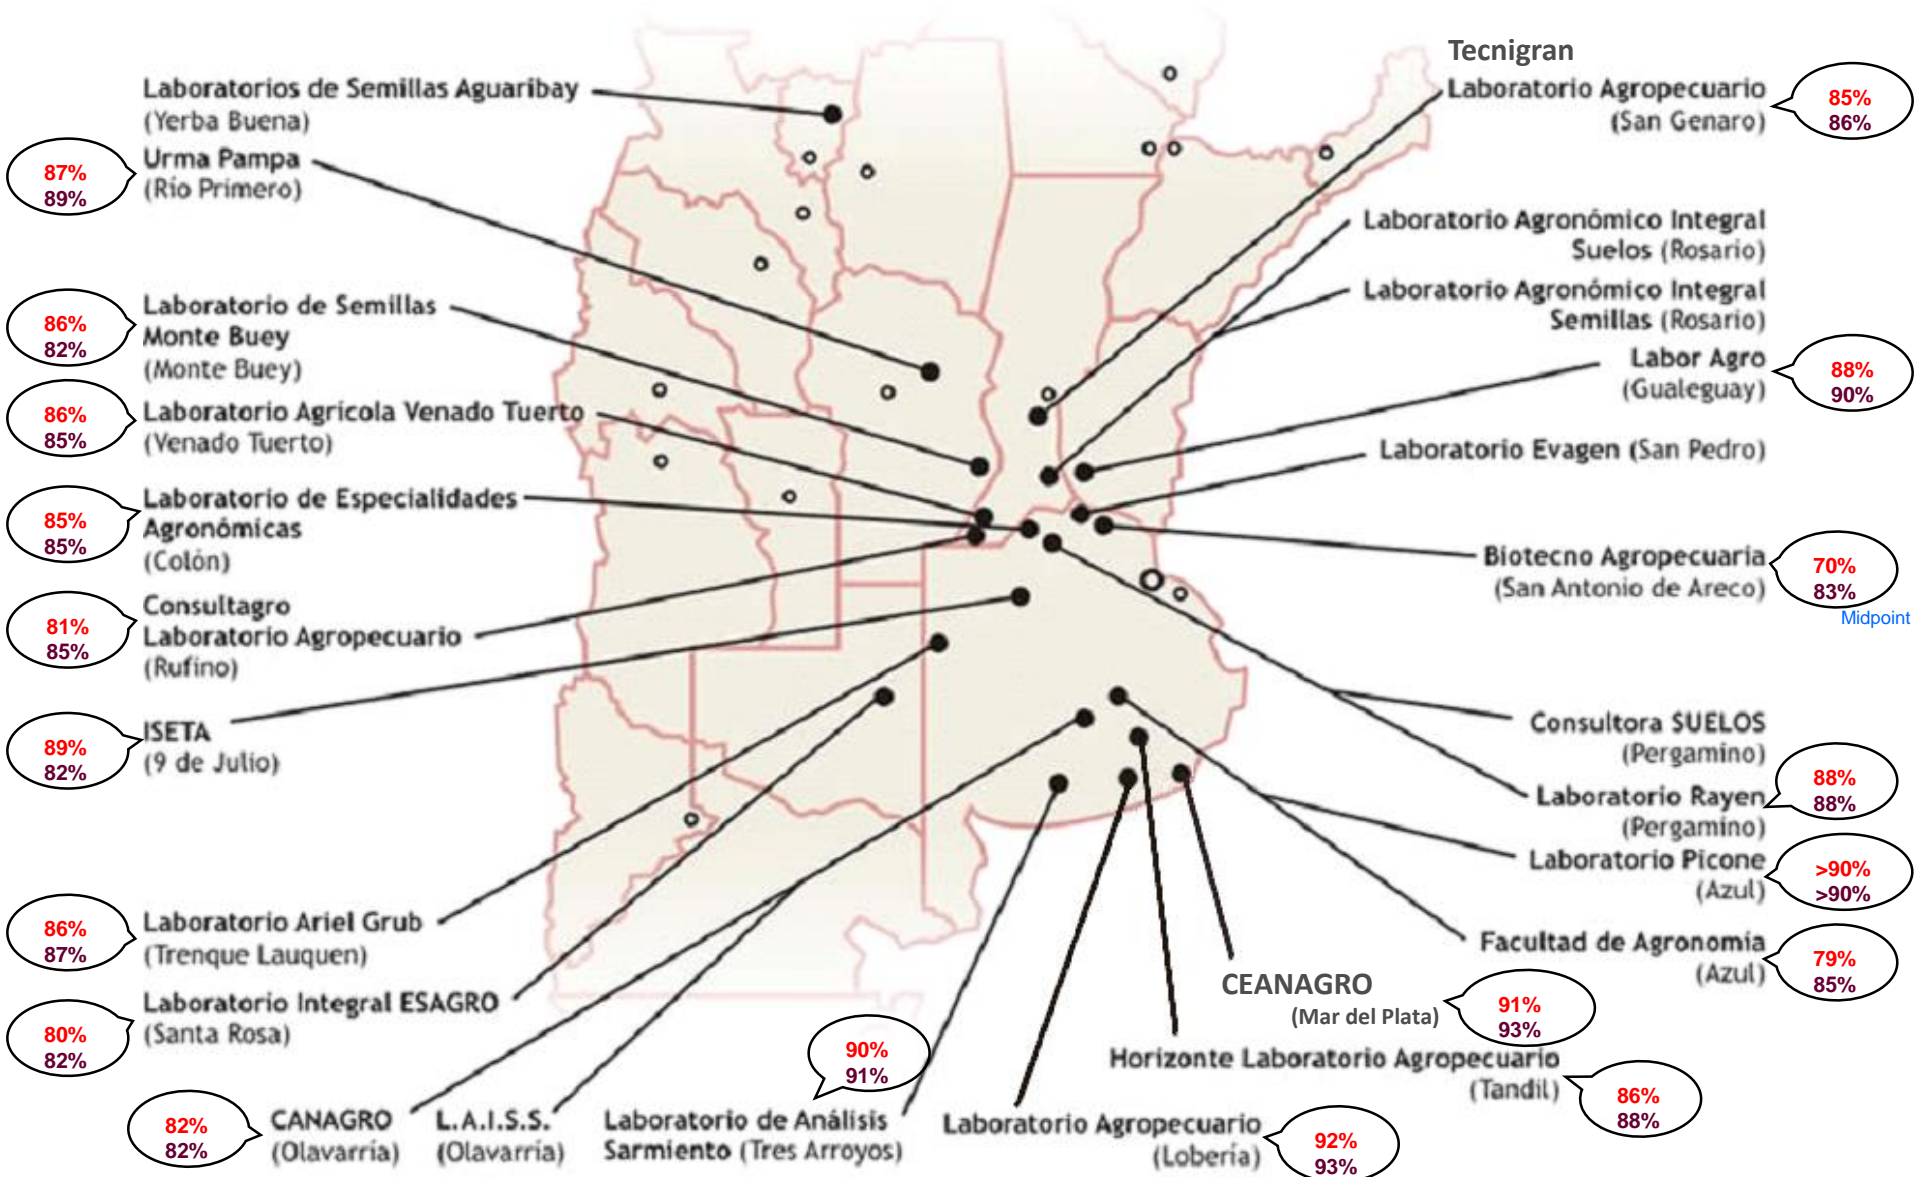 Laboratorios de Semillas Aguaribay
(Yerba Buena)
87%
89%
Urma Pampa
(Río Primero)
86%
82%
Laboratorio de Semillas
Monte Buey
(Monte Buey)
86%
85%
Laboratorio Agrícola Venado Tuerto
(Venado Tuerto)
85%
85%
Laboratorio de Especialidades
Agronômicas
(Colón)
81%
85%
Consultagro
Laboratorio Agropecuario
(Rufino)
89%
82%
ISETA
(9 de Julio)
86%
87%
Laboratorio Ariel Grub
(Trenque Lauquen)
80%
82%
Laboratorio Integral ESAGRO
(Santa Rosa)
82%
82%
CANAGRO
(Olavarría)
L.A.I.S.S.
(Olavarría)
90%
91%
Laboratorio de Análisis
Sarmiento (Tres Arroyos)
Laboratorio Agropecuario
(Lobería)
92%
93%
Tecnigran
Laboratorio Agropecuario
(San Genaro)
85%
86%
Laboratorio Agronómico Integral
Suelos (Rosario)
Laboratorio Agronómico Integral
Semillas (Rosario)
Labor Agro
(Gualeguay)
88%
90%
Laboratorio Evagen (San Pedro)
Biotecno Agropecuaria
(San Antonio de Areco)
70%
83%
Midpoint
Consultora SUELOS
(Pergamino)
Laboratorio Rayen
(Pergamino)
88%
88%
Laboratorio Picone
(Azul)
>90%
>90%
Facultad de Agronomía
(Azul)
79%
85%
CEANAGRO
(Mar del Plata)
91%
93%
Horizonte Laboratorio Agropecuario
(Tandil)
86%
88%